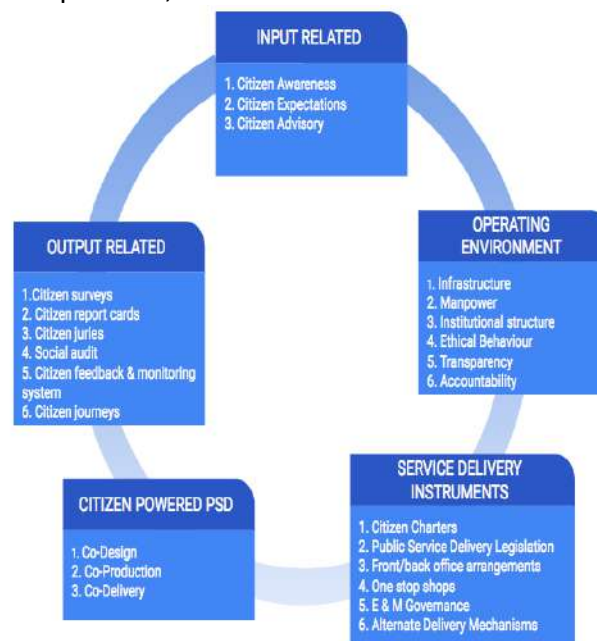 INPUT RELATED
1. Citizen Awareness
2. Citizen Expectations
3. Citizen Advisory
OPERATING
ENVIRONMENT
1. Infrastructure
2. Manpower
3. Institutional structure
4. Ethical Behaviour
5. Transparency
6. Accountability
SERVICE DELIVERY
INSTRUMENTS
1. Citizen Charters
2. Public Service Delivery Legislation
3. Front/back office arrangements
4. One stop shops
5. E & M Governance
6. Alternate Delivery Mechanisms
CITIZEN POWERED PSD
1. Co-Design
2. Co-Production
3. Co-Delivery
OUTPUT RELATED
1.Citizen surveys
2. Citizen report cards
3. Citizen juries
4. Social audit
5. Citizen feedback & monitoring
system
6. Citizen journeys